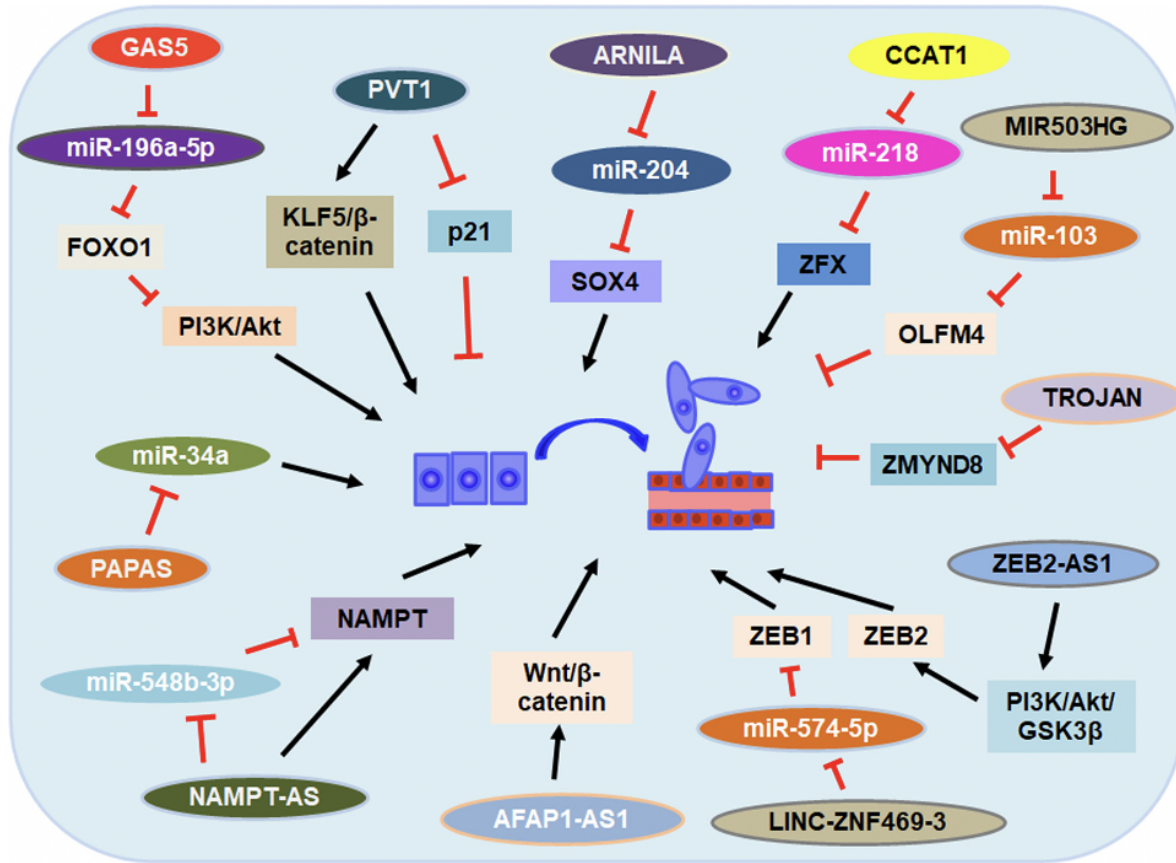 GAS5
PVT1
ARNILA
CCAT1
MIR503HG
miR-196a-5p
miR-204
miR-218
FOXO1
KLF5/β-
catenin
p21
SOX4
ZFX
miR-103
PI3K/Akt
OLFM4
TROJAN
miR-34a
ZMYND8
PAPAS
ZEB2-AS1
NAMPT
ZEB1
ZEB2
miR-548b-3p
Wnt/β-
catenin
miR-574-5p
PI3K/Akt/
GSK3β
NAMPT-AS
AFAP1-AS1
LINC-ZNF469-3